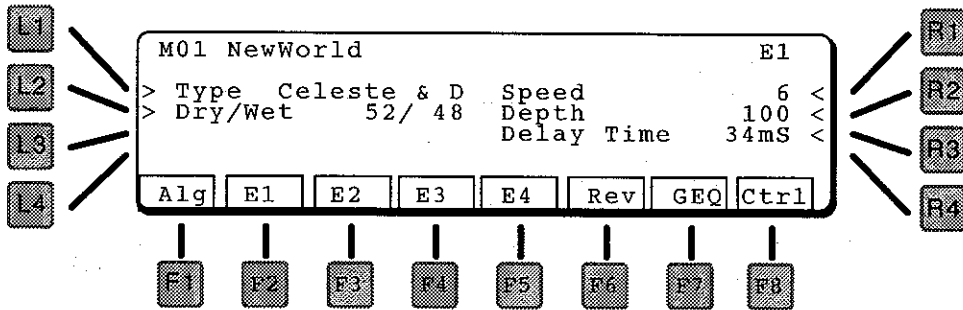 L1
R1
M01 NewWorld E1
L2
R2
> Type Celeste & D Speed 6 <
> Dry/Wet 52/ 48 Depth 100 <
L3
R3
Delay Time 34mS <
L4
R4
Alg E1 E2 E3 E4 Rev GEQ Ctrl
F1 F2 F3 F4 F5 F6 F7 F8